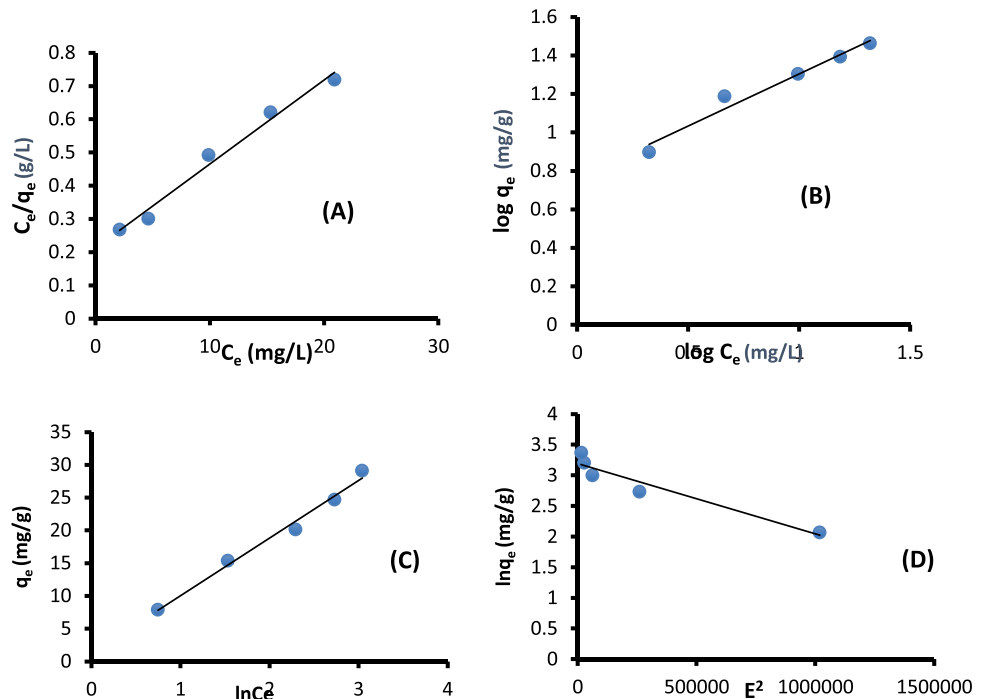 0.8
0.7
0.6
0.5
0.4
0.3
0.2
0.1
0
Cₑ/qₑ (g/L)
(A)
0 10 20 30
Cₑ (mg/L)
1.6
1.4
1.2
1
0.8
0.6
0.4
0.2
0
log qₑ (mg/g)
(B)
0 0.5 1 1.5
log Cₑ (mg/L)
35
30
25
20
15
10
5
0
qₑ (mg/g)
(C)
0 1 2 3 4
lnCe
4
3.5
3
2.5
2
1.5
1
0.5
0
lnqₑ (mg/g)
(D)
0 500000 1000000 1500000
E²